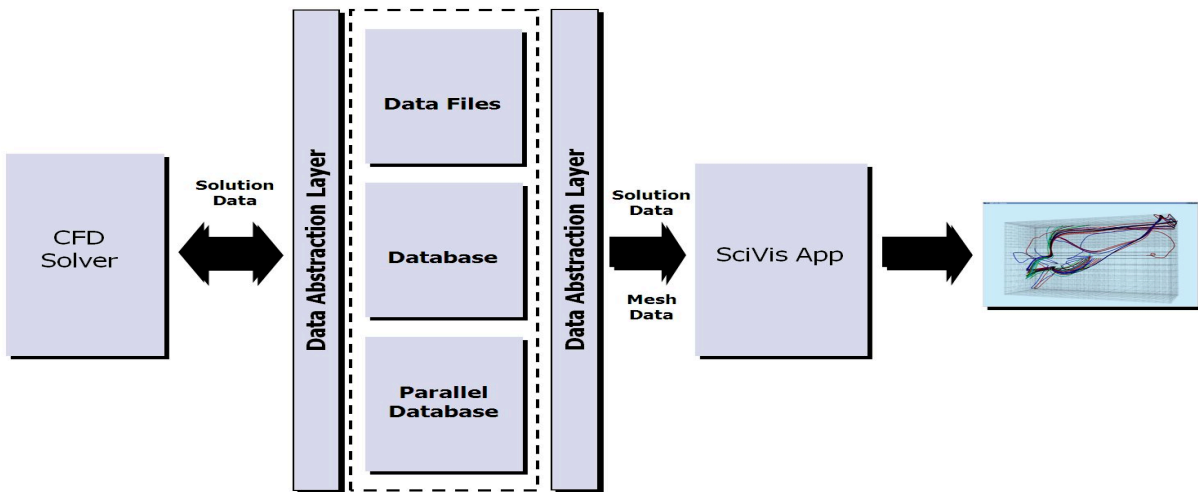 CFD
Solver
Solution
Data
Data Abstraction Layer
Data Files
Database
Parallel
Database
Data Abstraction Layer
Solution
Data
Mesh
Data
SciVis App